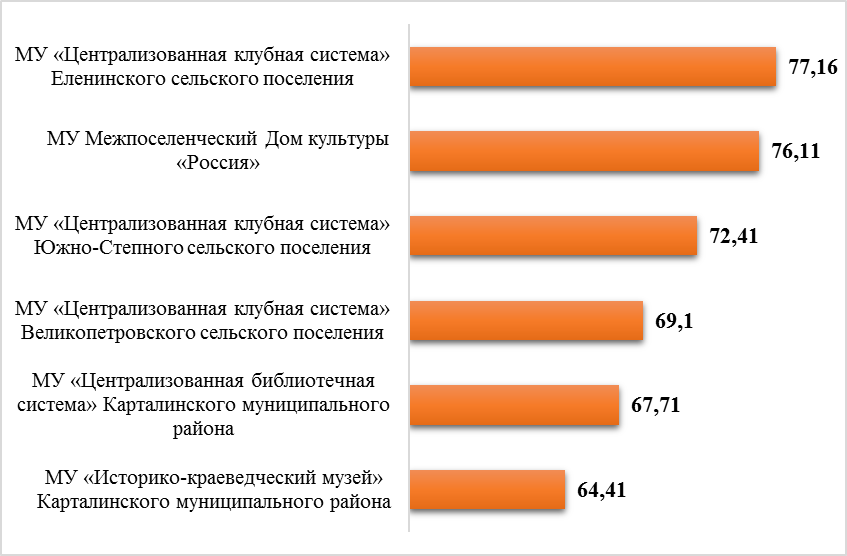 МУ «Централизованная клубная система»
Еленинского сельского поселения
77,16
МУ Межпоселенческий Дом культуры
«Россия»
76,11
МУ «Централизованная клубная система»
Южно-Степного сельского поселения
72,41
МУ «Централизованная клубная система»
Великопетровского сельского поселения
69,1
МУ «Централизованная библиотечная
система» Карталинского муниципального
района
67,71
МУ «Историко-краеведческий музей»
Карталинского муниципального района
64,41